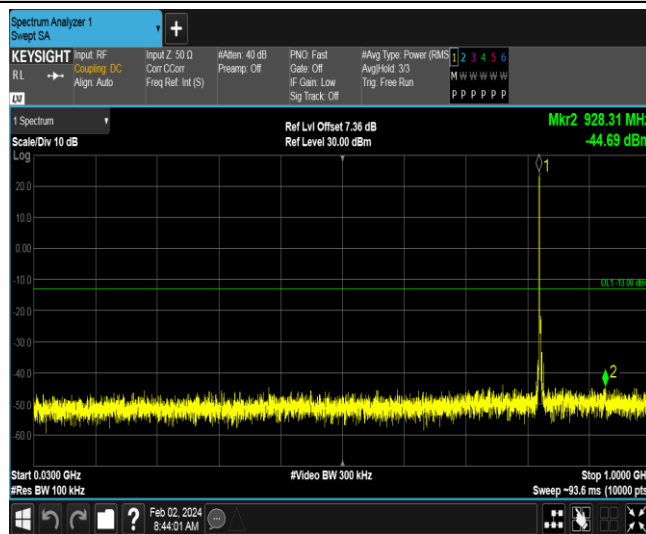 Spectrum Analyzer 1
Swept SA
+
KEYSIGHT
RL
LXI
Input: RF
Coupling: DC
Align: Auto
Input Z: 50 Ω
Corr CCorr
Freq Ref: Int (S)
#Atten: 40 dB
Preamp: Off
PNO: Fast
Gate: Off
IF Gain: Low
Sig Track: Off
#Avg Type: Power (RMS
Avg|Hold: 3/3
Trig: Free Run
1 2 3 4 5 6
M W W W W W
P P P P P P
1 Spectrum
Scale/Div 10 dB
Log
Ref Lvl Offset 7.36 dB
Ref Level 30.00 dBm
Mkr2 928.31 MHz
-44.69 dBm
1
20.0
10.0
0.00
-10.0
DL1 -13.00 dBm
-20.0
-30.0
-40.0
2
-50.0
-60.0
Start 0.0300 GHz
#Res BW 100 kHz
#Video BW 300 kHz
Stop 1.0000 GH
Sweep ~93.6 ms (10000 pts
?
Feb 02, 2024
8:44:01 AM